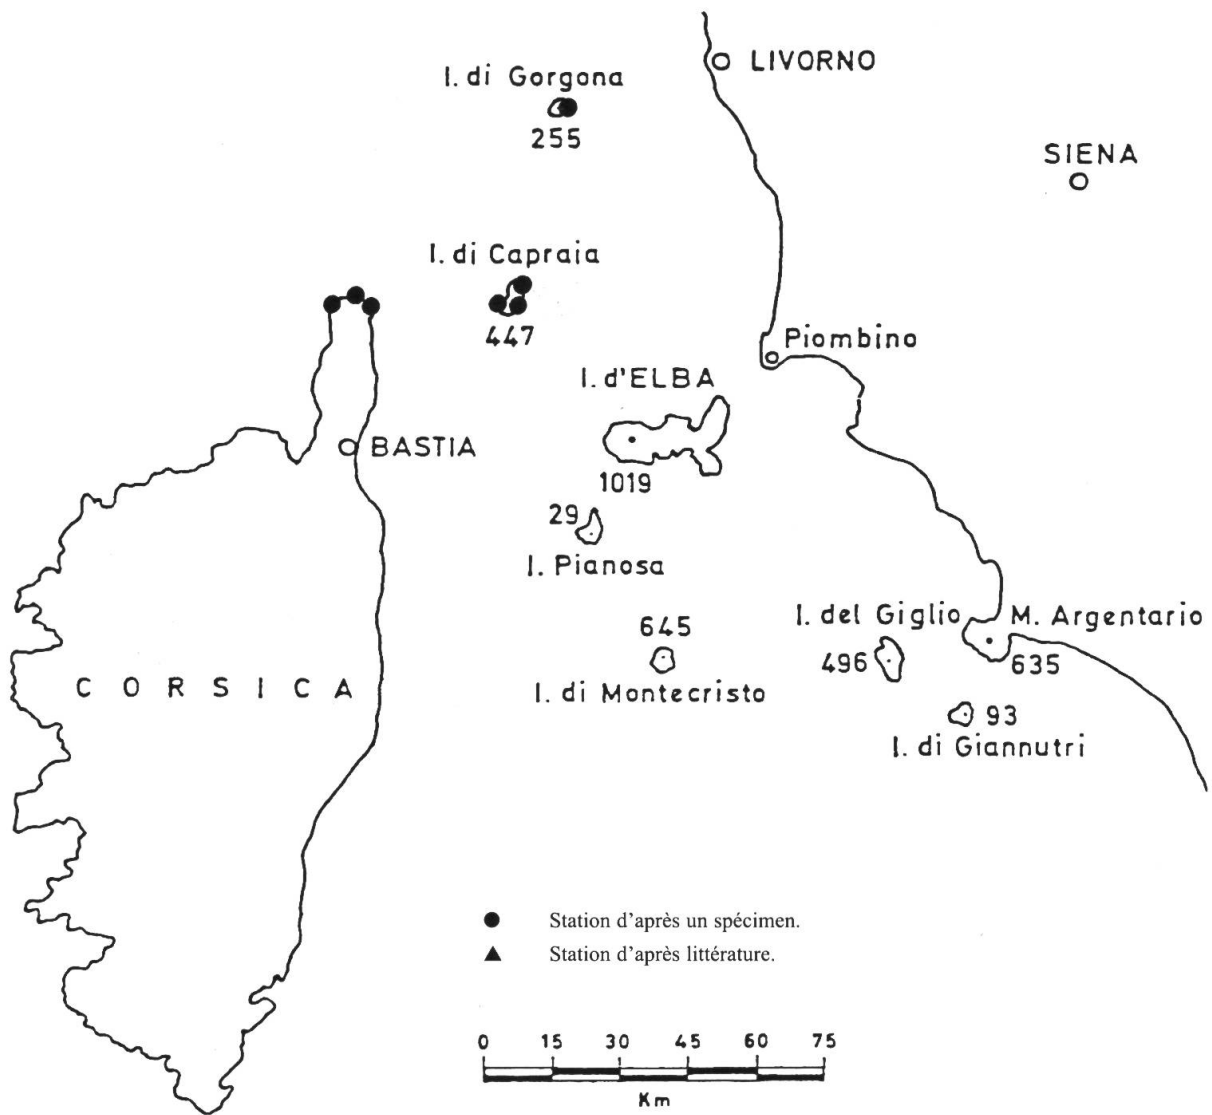 LIVORNO
I. di Gorgona
255
SIENA
I. di Capraia
447
Piombino
I. d'ELBA
BASTIA
1019
29
I. Pianosa
I. del Giglio
M. Argentario
645
496
635
CORSICA
I. di Montecristo
93
I. di Giannutri
Station d'après un spécimen.
Station d'après littérature.
0 15 30 45 60 75
Km